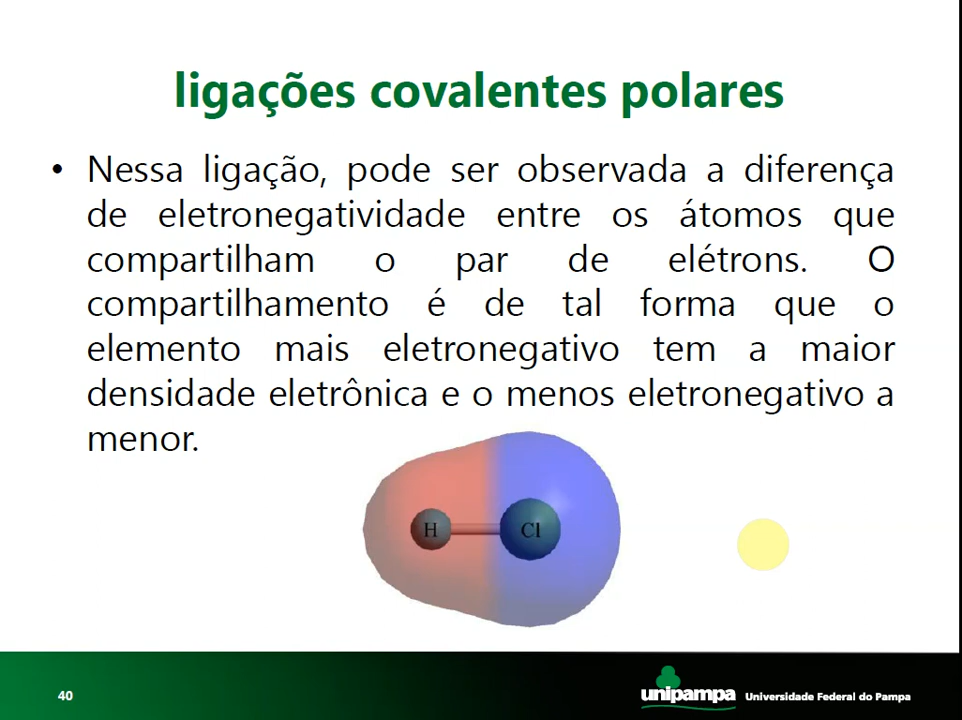 ligações covalentes polares
• Nessa ligação, pode ser observada a diferença
de eletronegatividade entre os átomos que
compartilham o par de elétrons. O
compartilhamento é de tal forma que o
elemento mais eletronegativo tem a maior
densidade eletrônica e o menos eletronegativo a
menor.
H Cl
40
unipampa Universidade Federal do Pampa